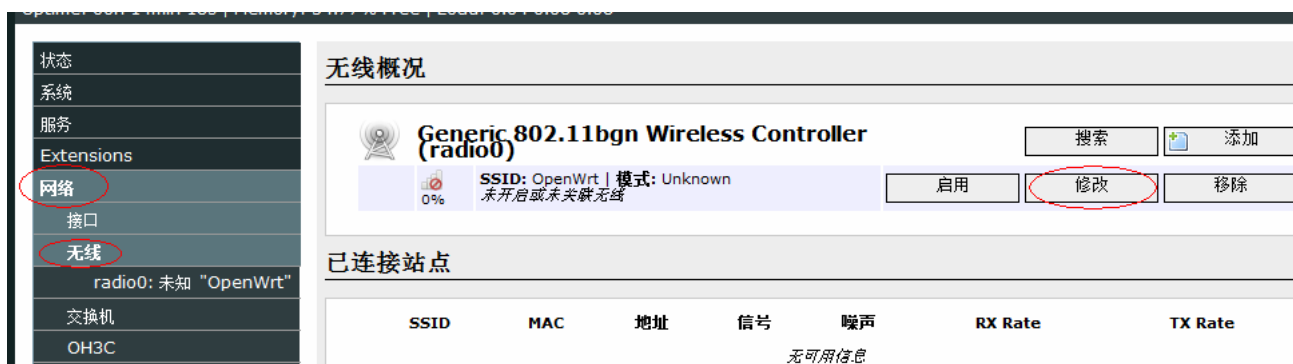 状态
系统
服务
Extensions
网络
接口
无线
radio0: 未知 "OpenWrt"
交换机
OH3C
无线概况
Generic 802.11bgn Wireless Controller
(radio0)
搜索
添加
0%
SSID: OpenWrt | 模式: Unknown
未开启或未关联无线
启用
修改
移除
已连接站点
SSID MAC 地址 信号 噪声 RX Rate TX Rate
无可用信息